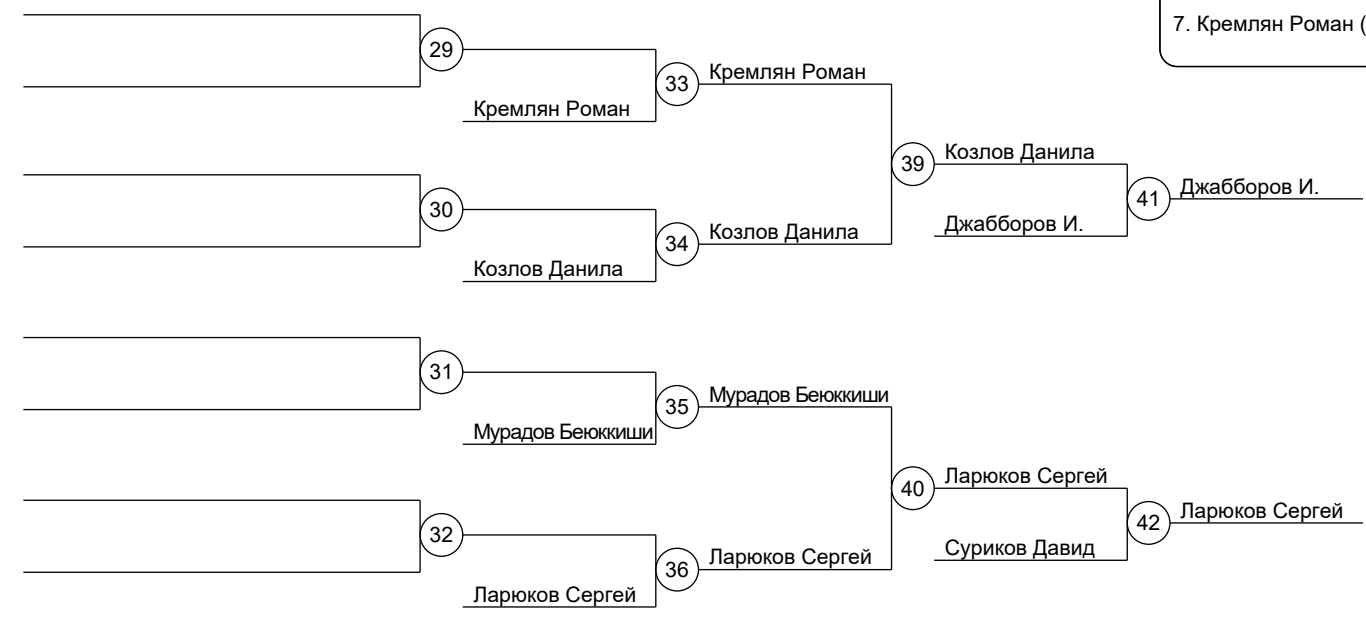 7. Кремлян Роман (
29
33
Кремлян Роман
Кремлян Роман
39
Козлов Данила
41
Джабборов И.
30
34
Козлов Данила
Джабборов И.
Козлов Данила
31
35
Мурадов Беюккиши
Мурадов Беюккиши
40
Ларюков Сергей
42
Ларюков Сергей
32
36
Ларюков Сергей
Суриков Давид
Ларюков Сергей